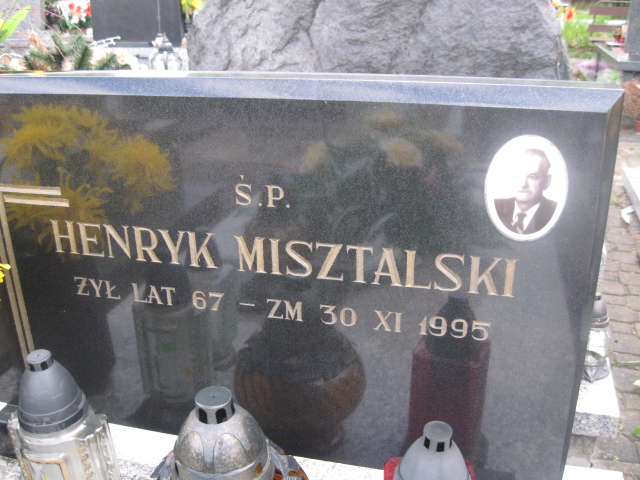 Ś.P.
HENRYK MISZTALSKI
ŻYŁ LAT 67 – ZM 30 XI 1995